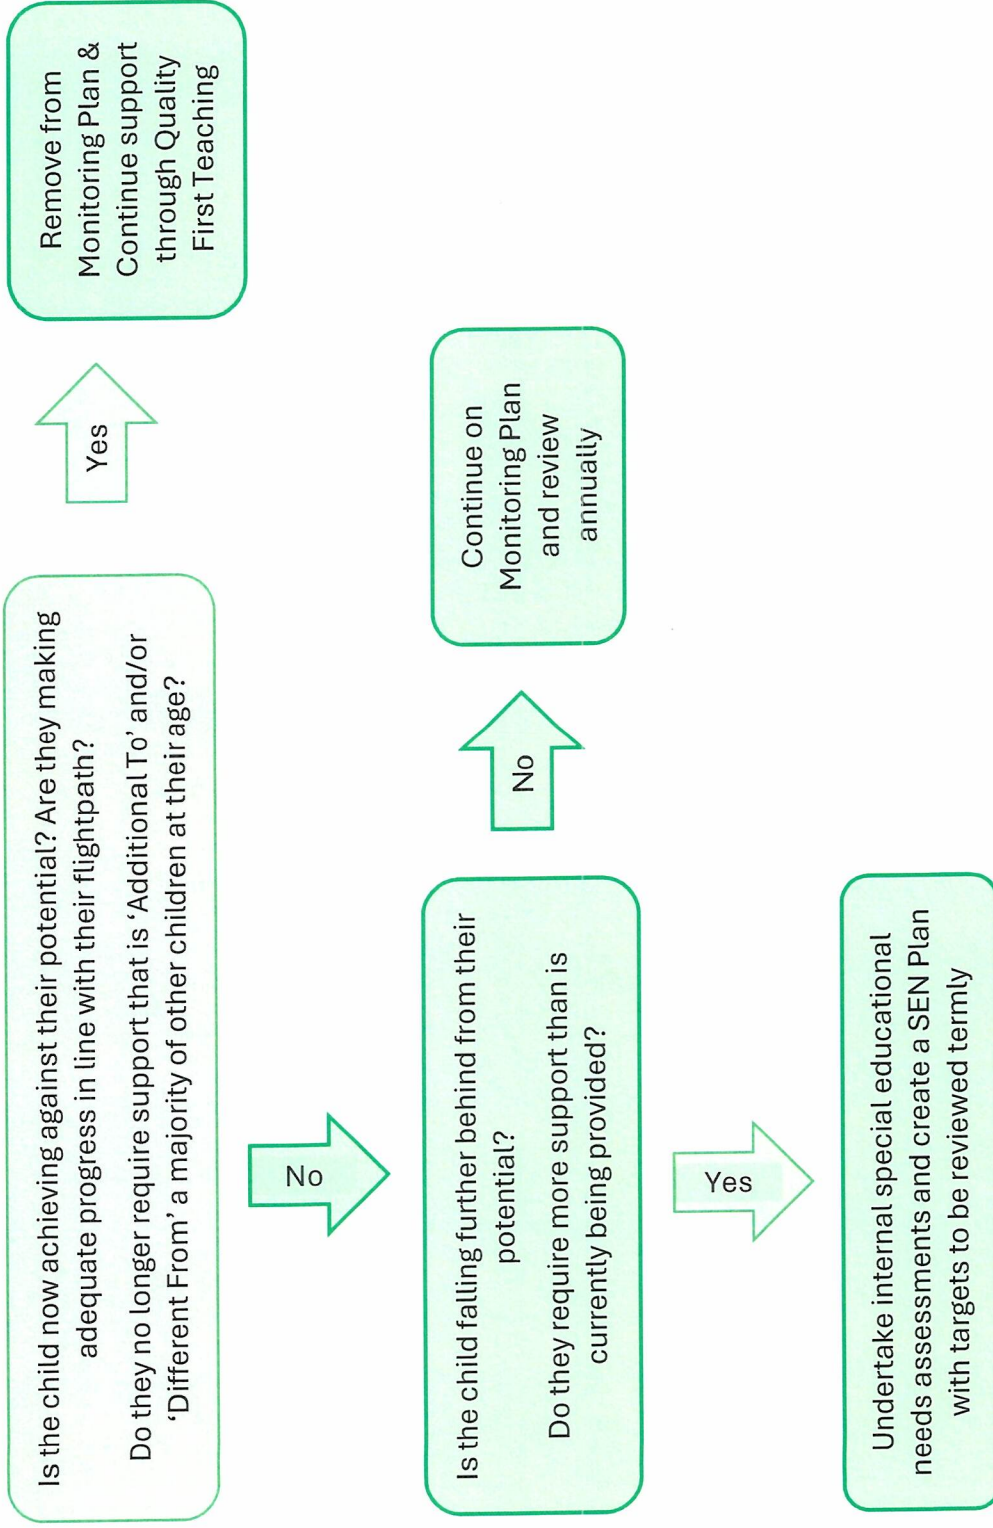 Is the child now achieving against their potential? Are they making
adequate progress in line with their flightpath?
Do they no longer require support that is ‘Additional To’ and/or
‘Different From’ a majority of other children at their age?
Yes
Remove from
Monitoring Plan &
Continue support
through Quality
First Teaching
No
Is the child falling further behind from their
potential?
Do they require more support than is
currently being provided?
No
Continue on
Monitoring Plan
and review
annually
Yes
Undertake internal special educational
needs assessments and create a SEN Plan
with targets to be reviewed termly